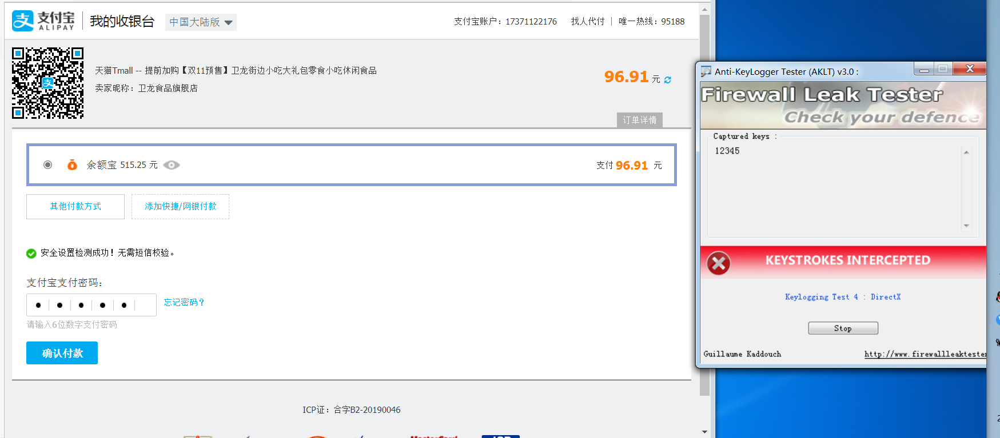 支付宝
ALIPAY
我的收银台
中国大陆版
支付宝账户：17371122176 找人代付 | 唯一热线：95188
天猫Tmall -- 提前加购【双11预售】卫龙街边小吃大礼包零食小吃休闲食品
卖家昵称：卫龙食品旗舰店
96.91 元
订单详情
余额宝 515.25 元
支付 96.91 元
其他付款方式
添加快捷/网银付款
安全设置检测成功！无需短信校验。
支付宝支付密码：
忘记密码？
请输入6位数字支付密码
确认付款
ICP证：合字B2-20190046
Anti-KeyLogger Tester (AKLT) v3.0 :
Firewall Leak Tester
Check your defence
Captured keys :
12345
KEYSTROKES INTERCEPTED
Keylogging Test 4 : DirectX
Stop
Guillaume Kaddouch
http://www.firewallleaktester